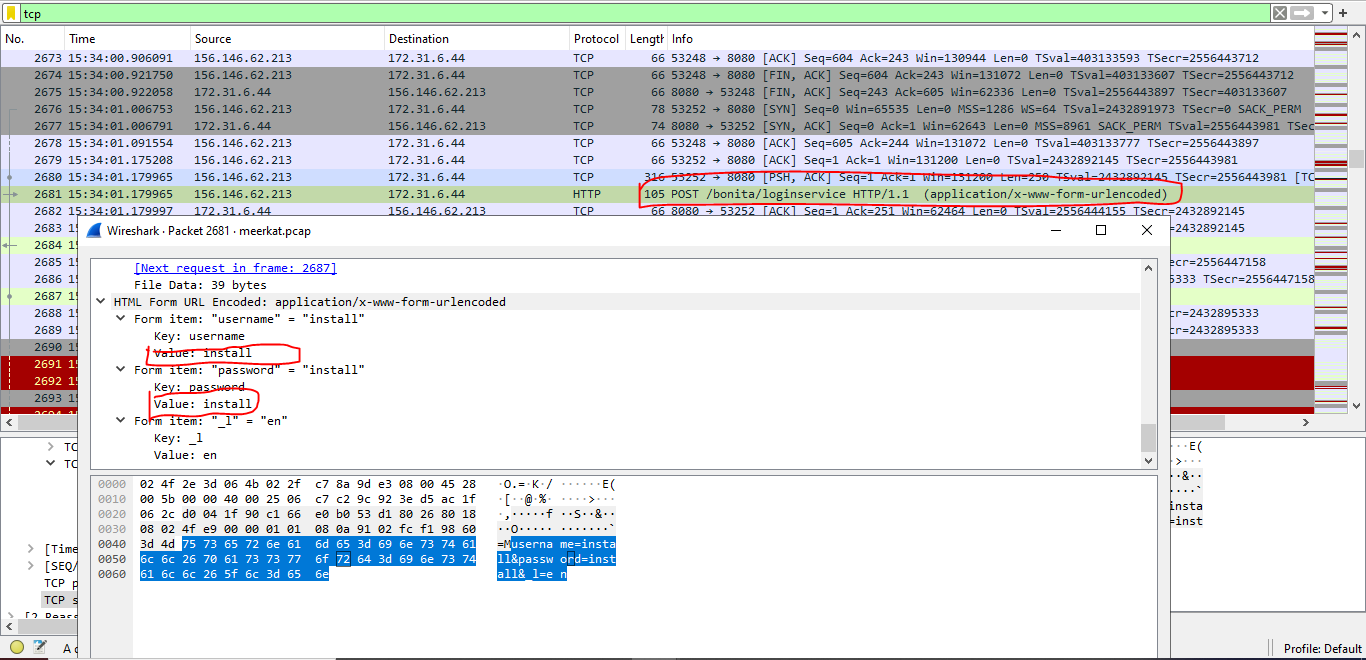 tcp
No. Time Source Destination Protocol Length Info
2673 15:34:00.906091 156.146.62.213 172.31.6.44 TCP 66 53248 → 8080 [ACK] Seq=604 Ack=243 Win=130944 Len=0 TSval=403133593 TSecr=2556443712
2674 15:34:00.921750 156.146.62.213 172.31.6.44 TCP 66 53248 → 8080 [FIN, ACK] Seq=604 Ack=243 Win=131072 Len=0 TSval=403133607 TSecr=2556443712
2675 15:34:00.922058 172.31.6.44 156.146.62.213 TCP 66 8080 → 53248 [FIN, ACK] Seq=243 Ack=605 Win=62336 Len=0 TSval=2556443897 TSecr=403133607
2676 15:34:01.006753 156.146.62.213 172.31.6.44 TCP 78 53252 → 8080 [SYN] Seq=0 Win=65535 Len=0 MSS=1286 WS=64 TSval=2432891973 TSecr=0 SACK_PERM
2677 15:34:01.006791 172.31.6.44 156.146.62.213 TCP 74 8080 → 53252 [SYN, ACK] Seq=0 Ack=1 Win=62643 Len=0 MSS=8961 SACK_PERM TSval=2556443981 TSec
2678 15:34:01.091554 156.146.62.213 172.31.6.44 TCP 66 53248 → 8080 [ACK] Seq=605 Ack=244 Win=131072 Len=0 TSval=403133777 TSecr=2556443897
2679 15:34:01.175208 156.146.62.213 172.31.6.44 TCP 66 53252 → 8080 [ACK] Seq=1 Ack=1 Win=131200 Len=0 TSval=2432892145 TSecr=2556443981
2680 15:34:01.179965 156.146.62.213 172.31.6.44 TCP 316 53252 → 8080 [PSH, ACK] Seq=1 Ack=1 Win=131200 Len=250 TSval=2432892145 TSecr=2556443981 [TC
2681 15:34:01.179965 156.146.62.213 172.31.6.44 HTTP 105 POST /bonita/loginservice HTTP/1.1 (application/x-www-form-urlencoded)
2682 15:34:01.179997 172.31.6.44 156.146.62.213 TCP 66 8080 → 53252 [ACK] Seq=1 Ack=251 Win=62464 Len=0 TSval=2556444155 TSecr=2432892145
2683 15 cr=2432892145
2684
2685 15 ecr=2556447158
2686 15 5333 TSecr=2556447158
2687 15
2688 15 cr=2432895333
2689 15 cr=2432895333
2690 15
2691 15
2692 15
2693 15
Wireshark · Packet 2681 · meerkat.pcap
[Next request in frame: 2687]
File Data: 39 bytes
HTML Form URL Encoded: application/x-www-form-urlencoded
Form item: "username" = "install"
Key: username
Value: install
Form item: "password" = "install"
Key: password
Value: install
Form item: "_l" = "en"
Key: _l
Value: en
0000 02 4f 2e 3d 06 4b 02 2f c7 8a 9d e3 08 00 45 28 ·O.=·K·/ ······E(
0010 00 5b 00 00 40 00 25 06 c7 c2 9c 92 3e d5 ac 1f ·[··@·%· ····>···
0020 06 2c d0 04 1f 90 c1 66 e0 b0 53 d1 80 26 80 18 ·,·····f ··S··&··
0030 08 02 4f e9 00 00 01 01 08 0a 91 02 fc f1 98 60 ··O····· ·······`
0040 3d 4d 75 73 65 72 6e 61 6d 65 3d 69 6e 73 74 61 =Muserna me=insta
0050 6c 6c 26 70 61 73 73 77 6f 72 64 3d 69 6e 73 74 ll&passw ord=inst
0060 61 6c 6c 26 5f 6c 3d 65 6e all&_l=e n
TC
TC
[Time
[SEQ/
TCP p
TCP s
E(
>
&
`
insta
=inst
Profile: Default